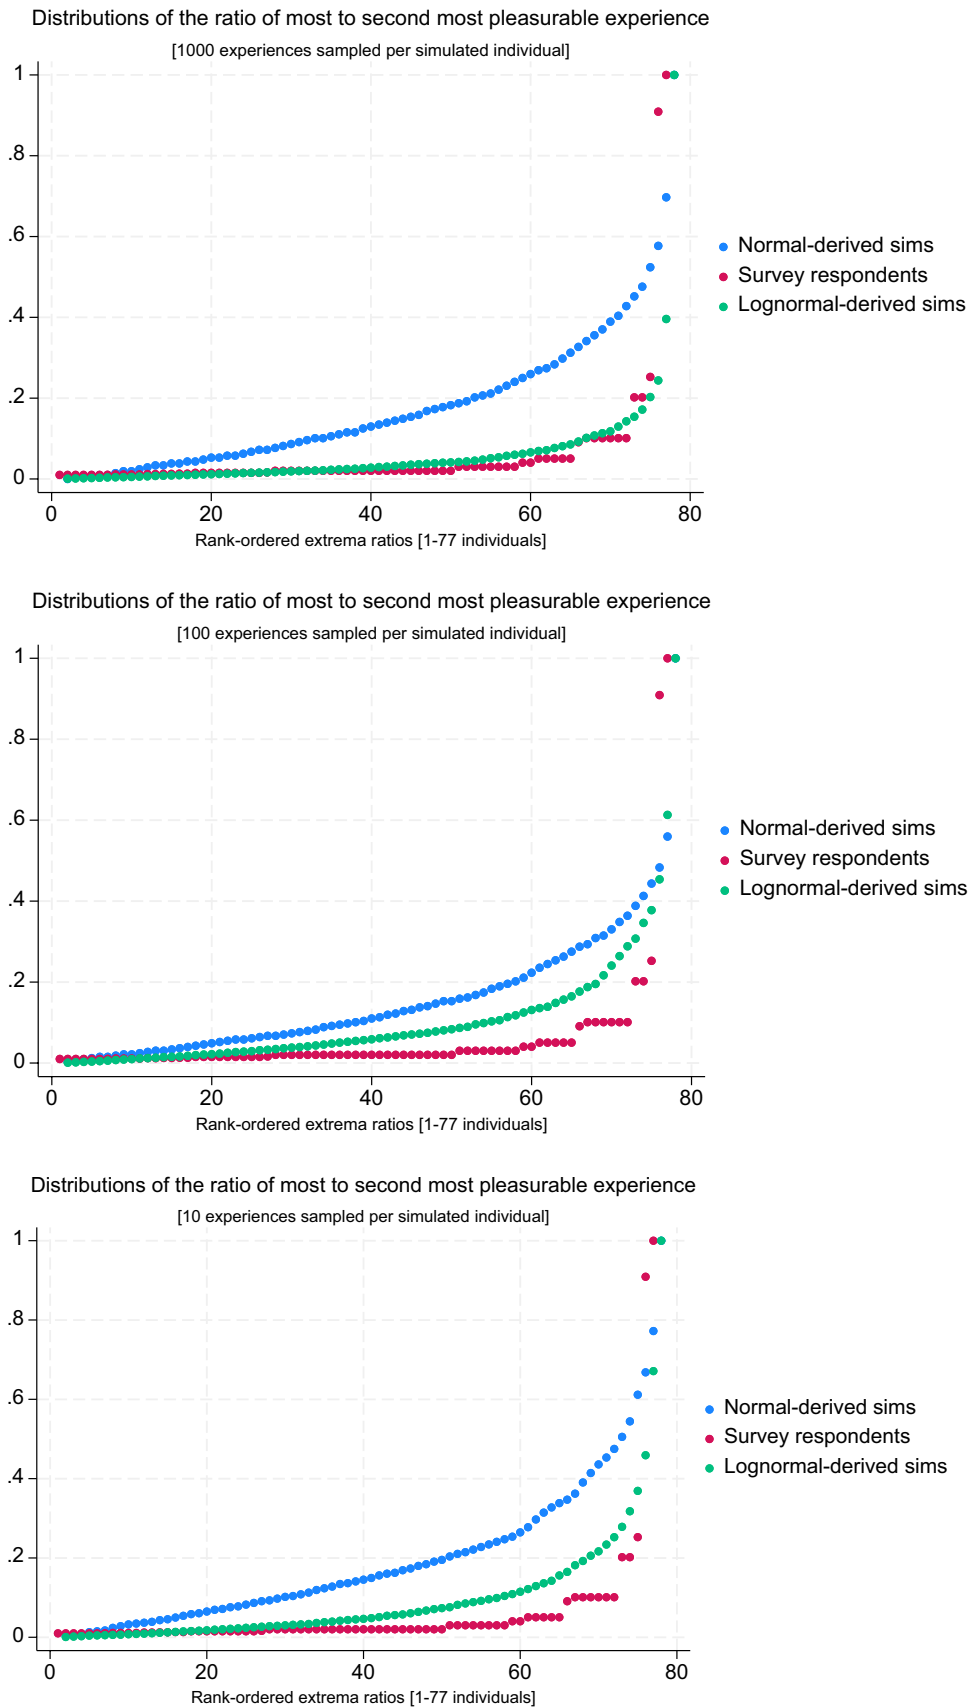 Distributions of the ratio of most to second most pleasurable experience
[1000 experiences sampled per simulated individual]
1
.8
.6
.4
.2
0
0 20 40 60 80
Rank-ordered extrema ratios [1-77 individuals]
Normal-derived sims
Survey respondents
Lognormal-derived sims
Distributions of the ratio of most to second most pleasurable experience
[100 experiences sampled per simulated individual]
1
.8
.6
.4
.2
0
0 20 40 60 80
Rank-ordered extrema ratios [1-77 individuals]
Normal-derived sims
Survey respondents
Lognormal-derived sims
Distributions of the ratio of most to second most pleasurable experience
[10 experiences sampled per simulated individual]
1
.8
.6
.4
.2
0
0 20 40 60 80
Rank-ordered extrema ratios [1-77 individuals]
Normal-derived sims
Survey respondents
Lognormal-derived sims